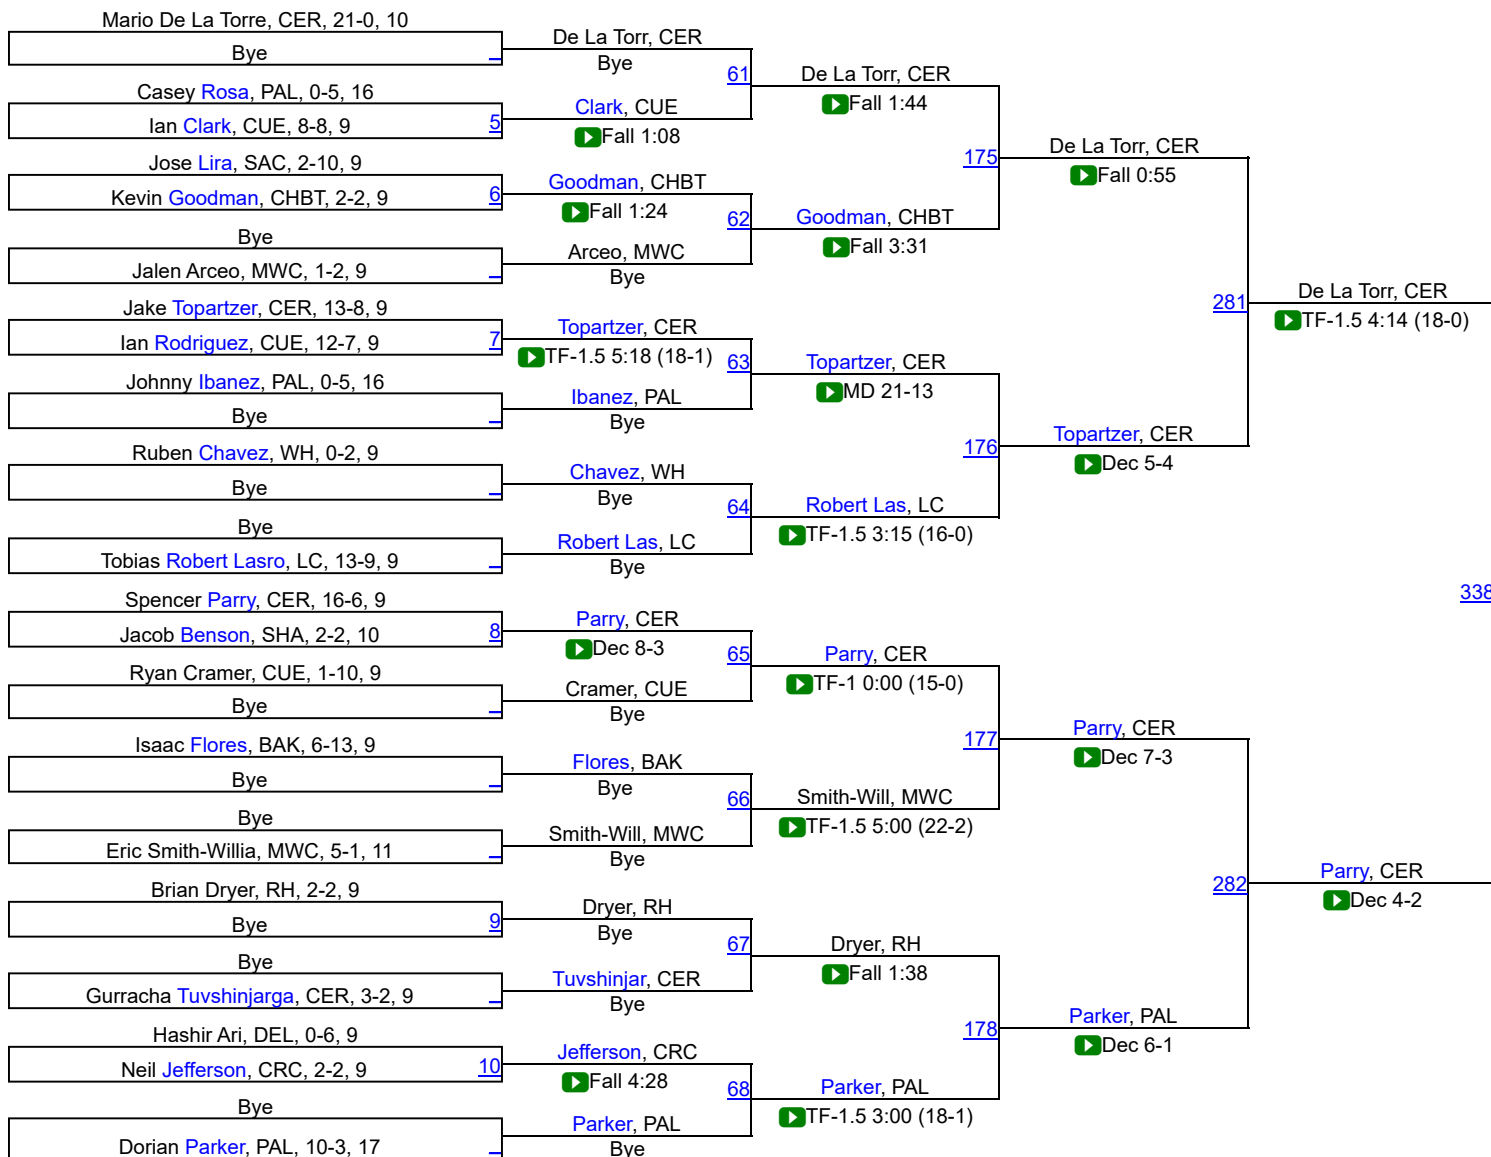 Mario De La Torre, CER, 21-0, 10
Bye
De La Torr, CER
Bye
61
De La Torr, CER
Fall 1:44
Casey Rosa, PAL, 0-5, 16
Ian Clark, CUE, 8-8, 9
5
Clark, CUE
Fall 1:08
175
De La Torr, CER
Fall 0:55
Jose Lira, SAC, 2-10, 9
Kevin Goodman, CHBT, 2-2, 9
6
Goodman, CHBT
Fall 1:24
62
Goodman, CHBT
Fall 3:31
Bye
Jalen Arceo, MWC, 1-2, 9
Arceo, MWC
Bye
281
De La Torr, CER
TF-1.5 4:14 (18-0)
Jake Topartzer, CER, 13-8, 9
Ian Rodriguez, CUE, 12-7, 9
7
Topartzer, CER
TF-1.5 5:18 (18-1)
63
Topartzer, CER
MD 21-13
Johnny Ibanez, PAL, 0-5, 16
Bye
Ibanez, PAL
Bye
176
Topartzer, CER
Dec 5-4
Ruben Chavez, WH, 0-2, 9
Bye
Chavez, WH
Bye
64
Robert Las, LC
TF-1.5 3:15 (16-0)
Bye
Tobias Robert Lasro, LC, 13-9, 9
Robert Las, LC
Bye
338
Spencer Parry, CER, 16-6, 9
Jacob Benson, SHA, 2-2, 10
8
Parry, CER
Dec 8-3
65
Parry, CER
TF-1 0:00 (15-0)
Ryan Cramer, CUE, 1-10, 9
Bye
Cramer, CUE
Bye
177
Parry, CER
Dec 7-3
Isaac Flores, BAK, 6-13, 9
Bye
Flores, BAK
Bye
66
Smith-Will, MWC
TF-1.5 5:00 (22-2)
Bye
Eric Smith-Willia, MWC, 5-1, 11
Smith-Will, MWC
Bye
282
Parry, CER
Dec 4-2
Brian Dryer, RH, 2-2, 9
Bye
9
Dryer, RH
Bye
67
Dryer, RH
Fall 1:38
Bye
Gurracha Tuvshinjarga, CER, 3-2, 9
Tuvshinjar, CER
Bye
178
Parker, PAL
Dec 6-1
Hashir Ari, DEL, 0-6, 9
Neil Jefferson, CRC, 2-2, 9
10
Jefferson, CRC
Fall 4:28
68
Parker, PAL
TF-1.5 3:00 (18-1)
Bye
Dorian Parker, PAL, 10-3, 17
Parker, PAL
Bye